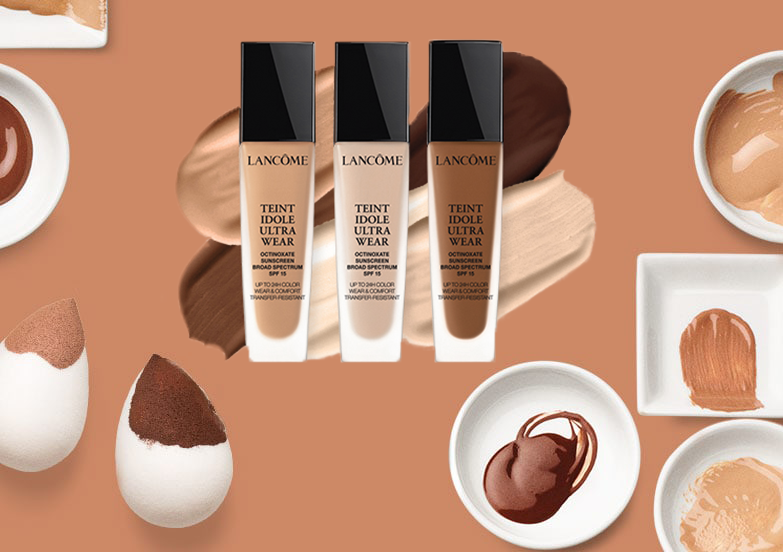 LANCÔME
TEINT
IDOLE
ULTRA
WEAR
OCTINOXATE
SUNSCREEN
BROAD SPECTRUM
SPF 15
UP TO 24H COLOR
WEAR & COMFORT
TRANSFER-RESISTANT
LANCÔME
TEINT
IDOLE
ULTRA
WEAR
OCTINOXATE
SUNSCREEN
BROAD SPECTRUM
SPF 15
UP TO 24H COLOR
WEAR & COMFORT
TRANSFER-RESISTANT
LANCÔME
TEINT
IDOLE
ULTRA
WEAR
OCTINOXATE
SUNSCREEN
BROAD SPECTRUM
SPF 15
UP TO 24H COLOR
WEAR & COMFORT
TRANSFER-RESISTANT